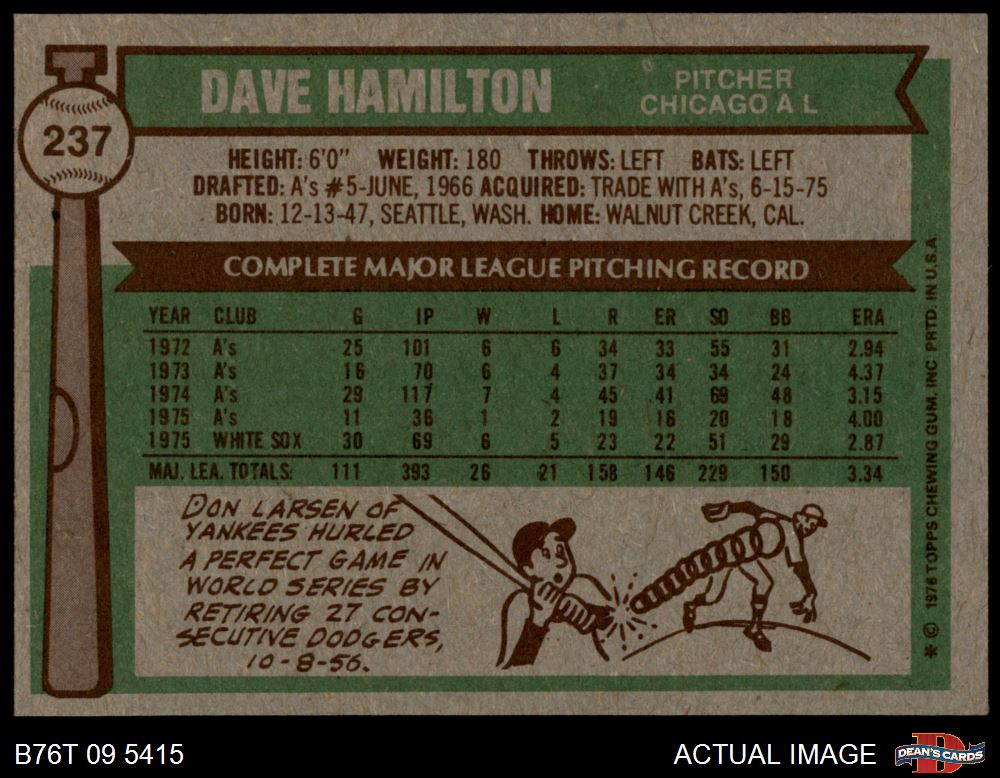 DAVE HAMILTON
PITCHER
CHICAGO A L
237
HEIGHT: 6'0" WEIGHT: 180 THROWS: LEFT BATS: LEFT
DRAFTED: A's #5-JUNE, 1966 ACQUIRED: TRADE WITH A's, 6-15-75
BORN: 12-13-47, SEATTLE, WASH. HOME: WALNUT CREEK, CAL.
COMPLETE MAJOR LEAGUE PITCHING RECORD
YEAR CLUB G IP W L R ER SO BB ERA
1972 A's 25 101 6 6 34 33 55 31 2.94
1973 A's 16 70 6 4 37 34 34 24 4.37
1974 A's 29 117 7 4 45 41 69 48 3.15
1975 A's 11 36 1 2 19 16 20 18 4.00
1975 WHITE SOX 30 69 6 5 23 22 51 29 2.87
MAJ. LEA. TOTALS: 111 393 26 21 158 146 229 150 3.34
DON LARSEN OF
YANKEES HURLED
A PERFECT GAME IN
WORLD SERIES BY
RETIRING 27 CON-
SECUTIVE DODGERS,
10-8-56.
* © 1976 TOPPS CHEWING GUM, INC. PRTD. IN U.S.A.
B76T 09 5415
ACTUAL IMAGE
DEAN'S CARDS